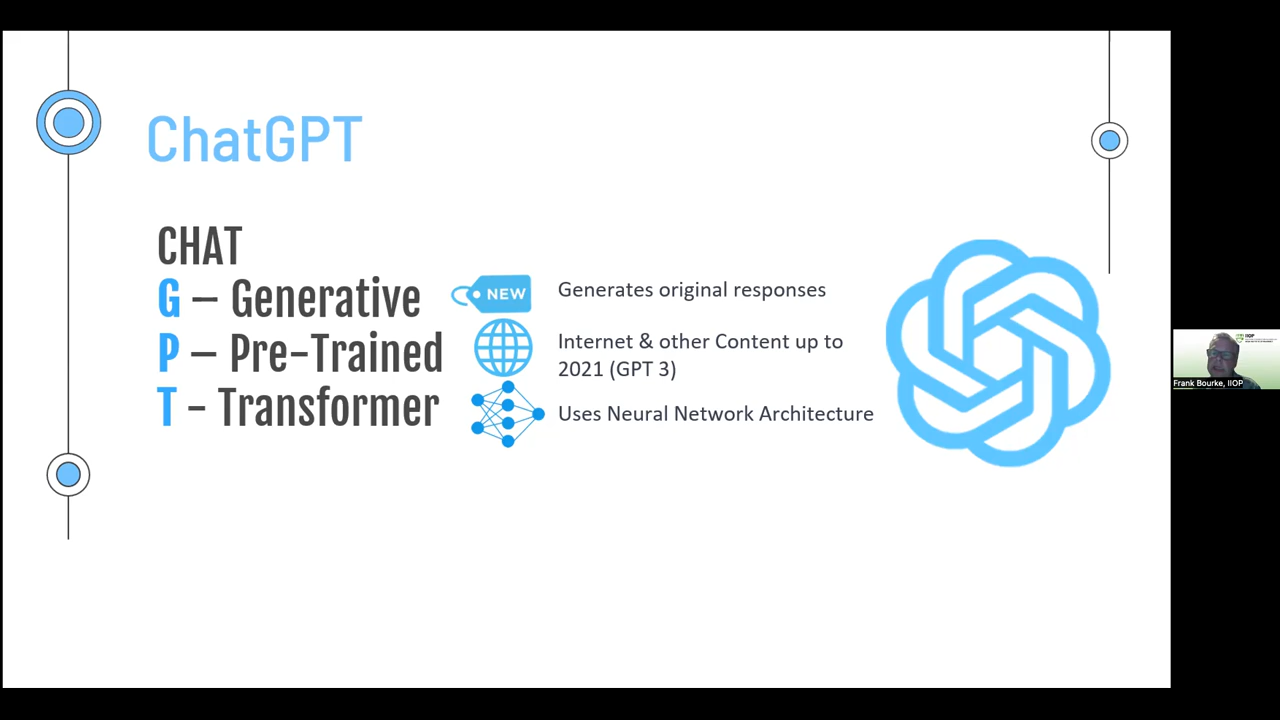 ChatGPT
CHAT
G – Generative
NEW
Generates original responses
P – Pre-Trained
Internet & other Content up to
2021 (GPT 3)
T - Transformer
Uses Neural Network Architecture
IIOP
Frank Bourke, IIOP